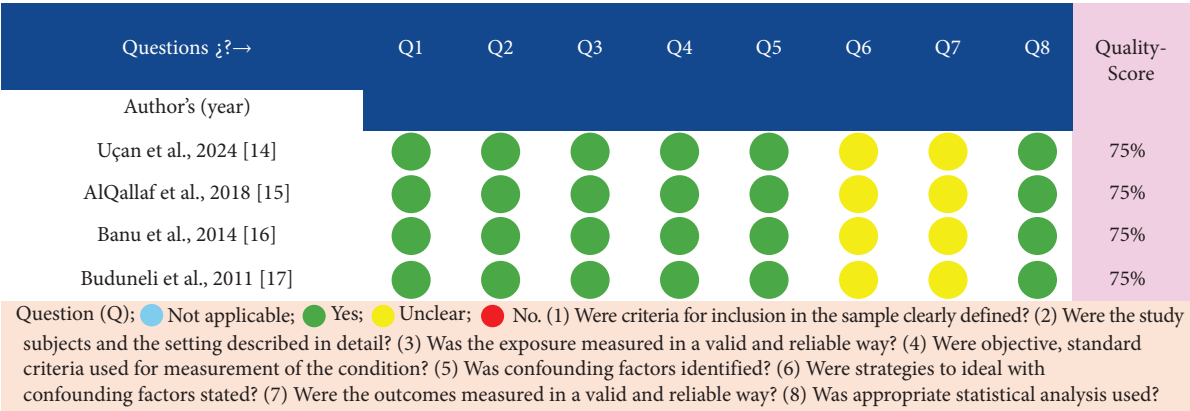 Questions ¿?→ Q1 Q2 Q3 Q4 Q5 Q6 Q7 Q8 Quality-
Score
Author's (year)
Uçan et al., 2024 [14] 75%
AlQallaf et al., 2018 [15] 75%
Banu et al., 2014 [16] 75%
Buduneli et al., 2011 [17] 75%
Question (Q); Not applicable; Yes; Unclear; No. (1) Were criteria for inclusion in the sample clearly defined? (2) Were the study
subjects and the setting described in detail? (3) Was the exposure measured in a valid and reliable way? (4) Were objective, standard
criteria used for measurement of the condition? (5) Was confounding factors identified? (6) Were strategies to ideal with
confounding factors stated? (7) Were the outcomes measured in a valid and reliable way? (8) Was appropriate statistical analysis used?